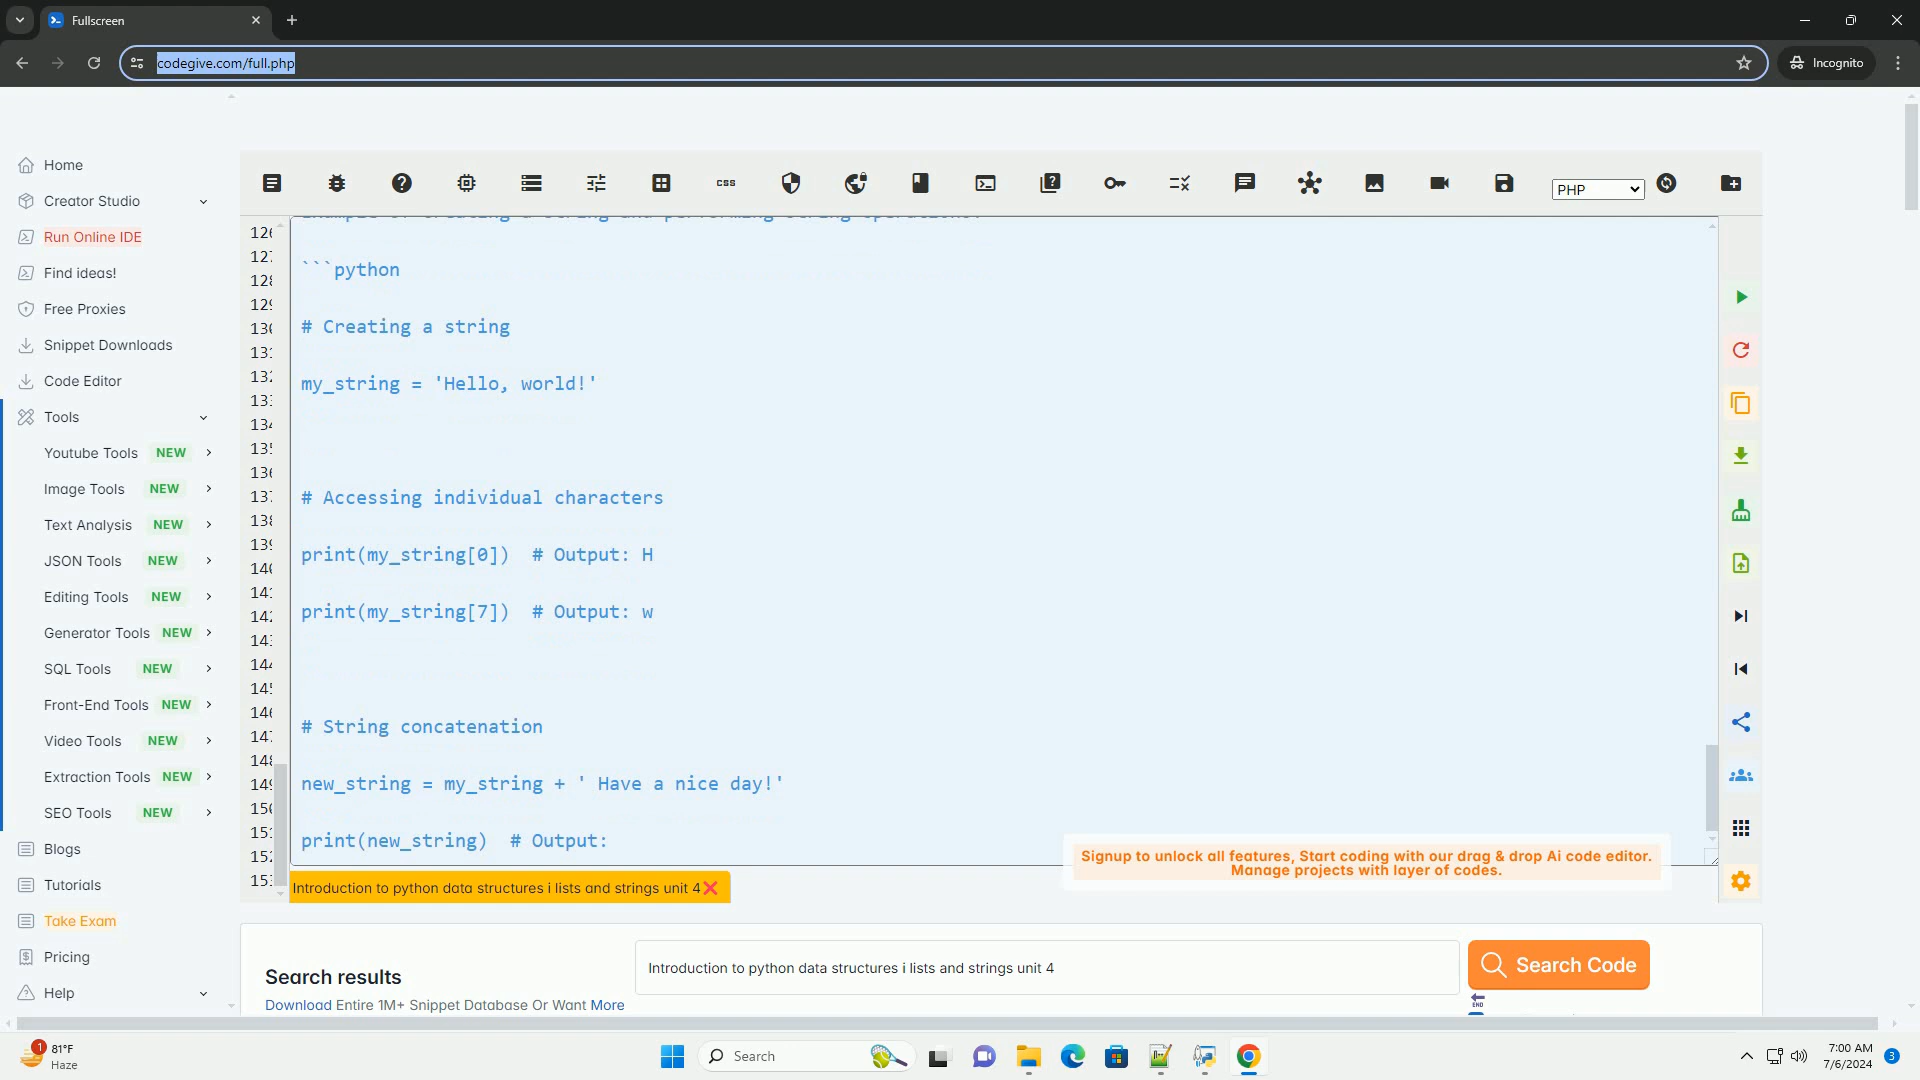 Fullscreen
codegive.com/full.php
Incognito
Home
Creator Studio
Run Online IDE
Find ideas!
Free Proxies
Snippet Downloads
Code Editor
Tools
Youtube Tools NEW
Image Tools NEW
Text Analysis NEW
JSON Tools NEW
Editing Tools NEW
Generator Tools NEW
SQL Tools NEW
Front-End Tools NEW
Video Tools NEW
Extraction Tools NEW
SEO Tools NEW
Blogs
Tutorials
Take Exam
Pricing
Help
css
PHP
```python
# Creating a string
my_string = 'Hello, world!'
# Accessing individual characters
print(my_string[0])  # Output: H
print(my_string[7])  # Output: w
# String concatenation
new_string = my_string + ' Have a nice day!'
print(new_string)  # Output:
Signup to unlock all features, Start coding with our drag & drop Ai code editor.
Manage projects with layer of codes.
Introduction to python data structures i lists and strings unit 4
Search results
Download Entire 1M+ Snippet Database Or Want More
Introduction to python data structures i lists and strings unit 4
Search Code
END
1
81°F
Haze
Search
7:00 AM
7/6/2024
3